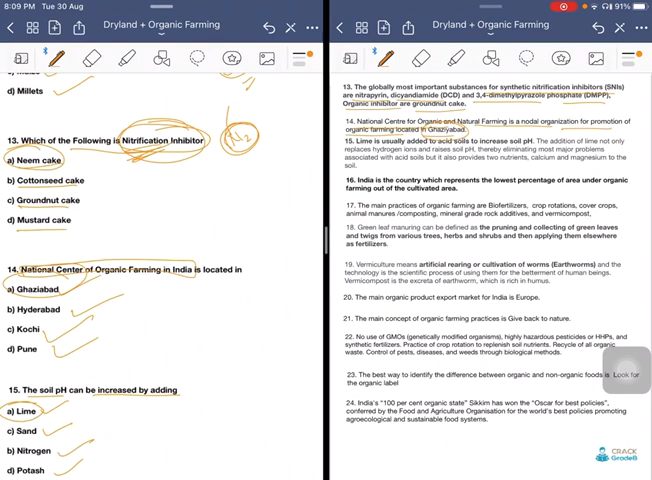 8:09 PM Tue 30 Aug
91%
Dryland + Organic Farming
Dryland + Organic Farming
d) Millets
13. Which of the Following is Nitrification Inhibitor
a) Neem cake
b) Cottonseed cake
c) Groundnut cake
d) Mustard cake
N2
14. National Center of Organic Farming in India is located in
a) Ghaziabad
b) Hyderabad
c) Kochi
d) Pune
15. The soil pH can be increased by adding
a) Lime
c) Sand
b) Nitrogen
d) Potash
13. The globally most important substances for synthetic nitrification inhibitors (SNIs)
are nitrapyrin, dicyandiamide (DCD) and 3,4-dimethylpyrazole phosphate (DMPP),
Organic inhibitor are groundnut cake.
14. National Centre for Organic and Natural Farming is a nodal organization for promotion of
organic farming located in Ghaziyabad.
15. Lime is usually added to acid soils to increase soil pH. The addition of lime not only
replaces hydrogen ions and raises soil pH, thereby eliminating most major problems
associated with acid soils but it also provides two nutrients, calcium and magnesium to the
soil.
16. India is the country which represents the lowest percentage of area under organic
farming out of the cultivated area.
17. The main practices of organic farming are Biofertilizers, crop rotations, cover crops,
animal manures /composting, mineral grade rock additives, and vermicompost,
18. Green leaf manuring can be defined as the pruning and collecting of green leaves
and twigs from various trees, herbs and shrubs and then applying them elsewhere
as fertilizers.
19. Vermiculture means artificial rearing or cultivation of worms (Earthworms) and the
technology is the scientific process of using them for the betterment of human beings.
Vermicompost is the excreta of earthworm, which is rich in humus.
20. The main organic product export market for India is Europe.
21. The main concept of organic farming practices is Give back to nature.
22. No use of GMOs (genetically modified organisms), highly hazardous pesticides or HHPs, and
synthetic fertilizers. Practice of crop rotation to replenish soil nutrients. Recycle of all organic
waste. Control of pests, diseases, and weeds through biological methods.
23. The best way to identify the difference between organic and non-organic foods is Look for
the organic label
24. India's "100 per cent organic state" Sikkim has won the "Oscar for best policies",
conferred by the Food and Agriculture Organisation for the world's best policies promoting
agroecological and sustainable food systems.
CRACK
GradeB